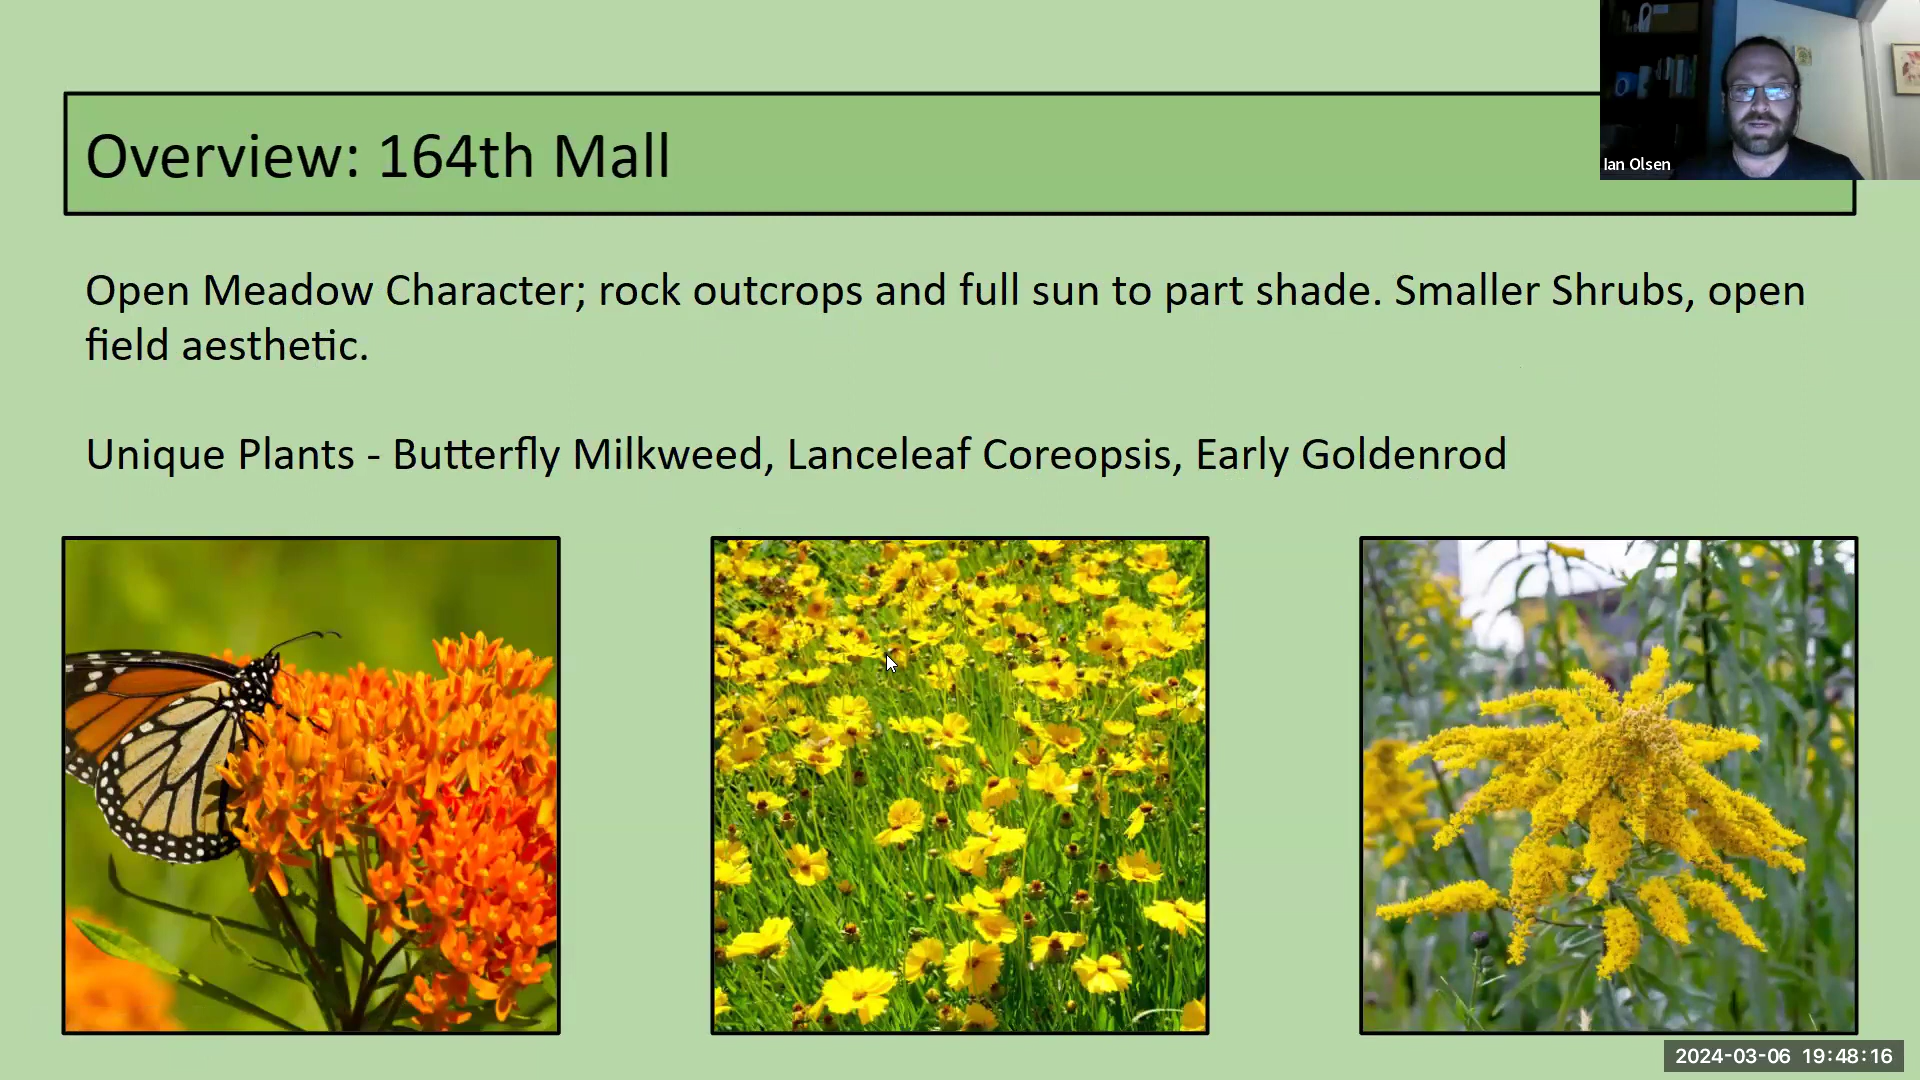 Overview: 164th Mall
Ian Olsen
Open Meadow Character; rock outcrops and full sun to part shade. Smaller Shrubs, open
field aesthetic.
Unique Plants - Butterfly Milkweed, Lanceleaf Coreopsis, Early Goldenrod
2024-03-06 19:48:16